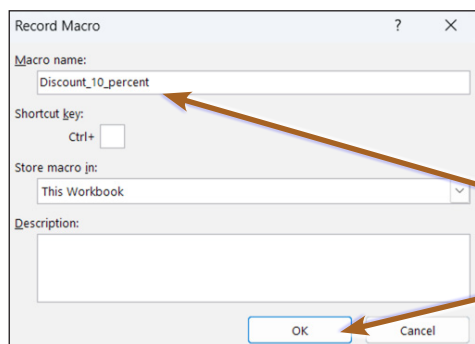 Record Macro ? X
Macro name:
Discount_10_percent
Shortcut key:
Ctrl+
Store macro in:
This Workbook
Description:
OK Cancel